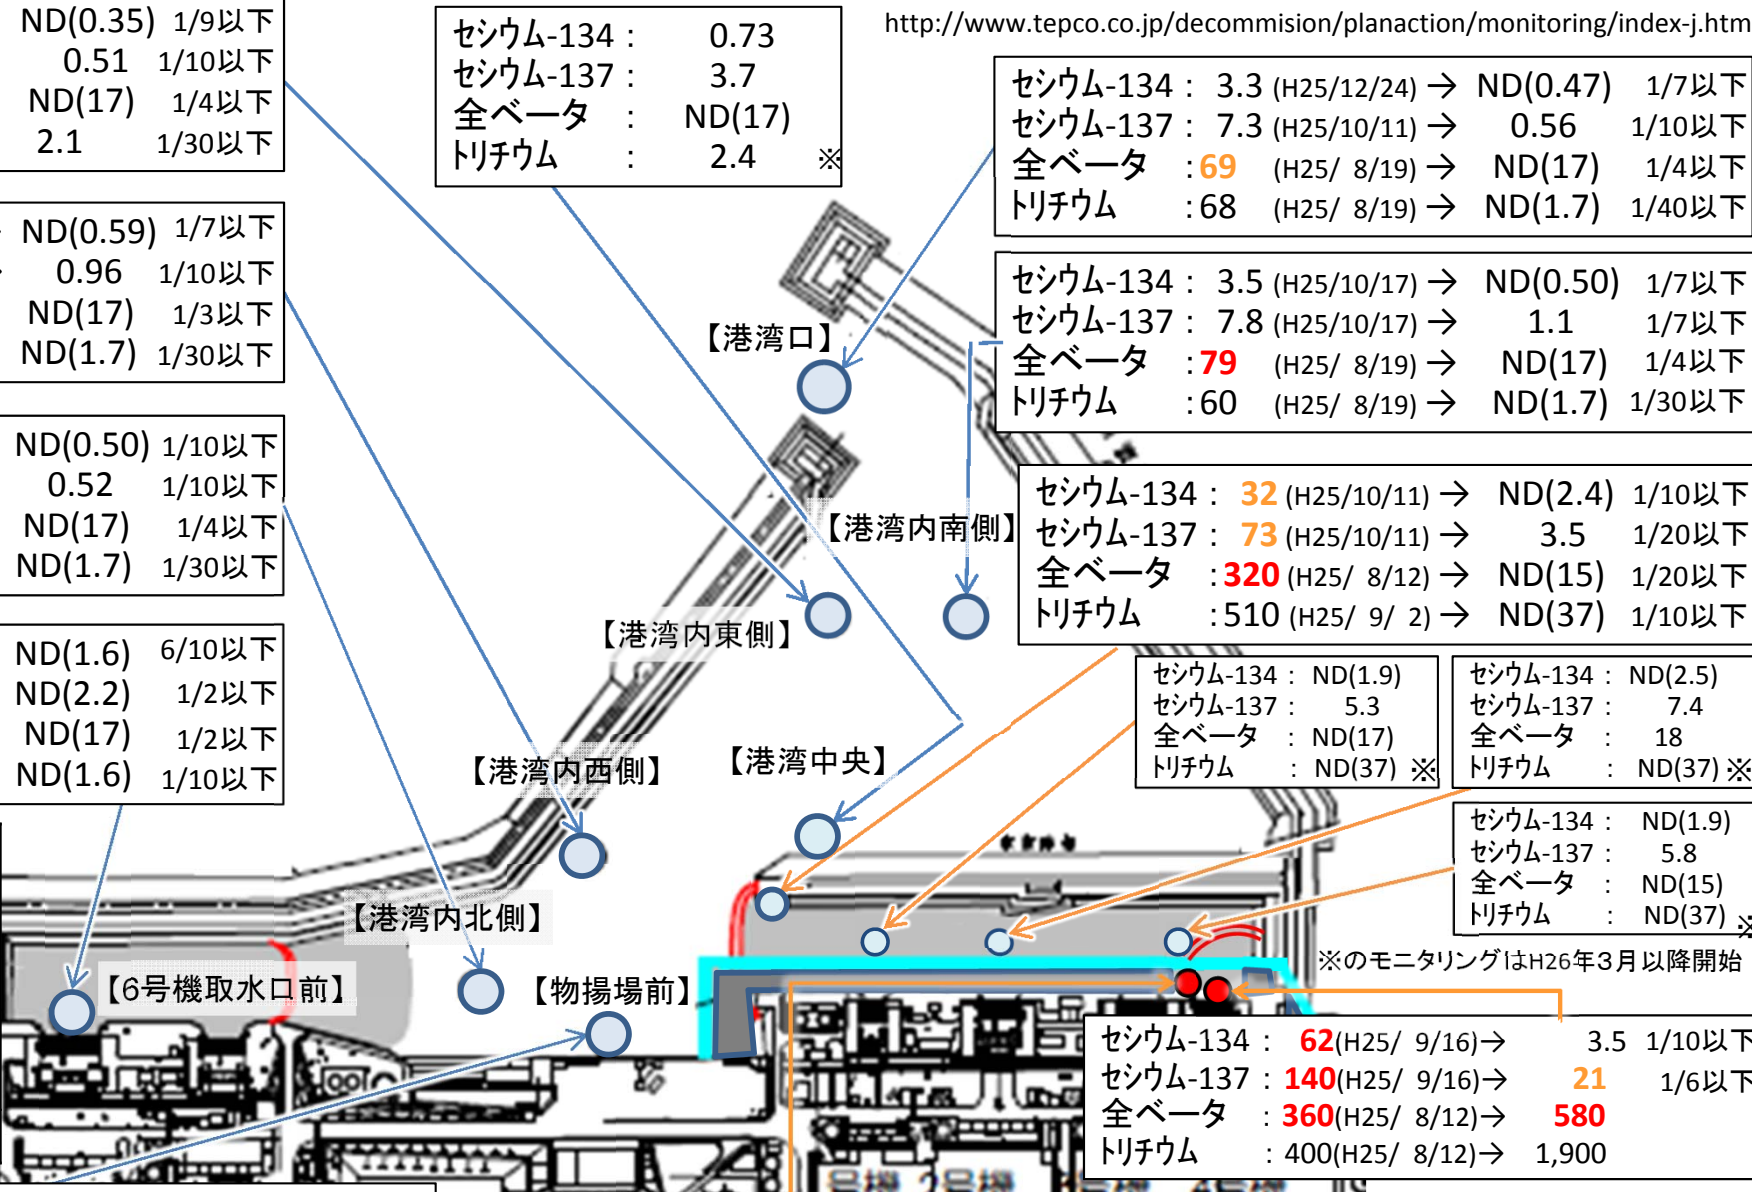 http://www.tepco.co.jp/decommision/planaction/monitoring/index-j.htm
ND(0.35) 1/9以下
0.51 1/10以下
ND(17) 1/4以下
2.1 1/30以下
セシウム-134 : 0.73
セシウム-137 : 3.7
全ベータ : ND(17)
トリチウム : 2.4 ※
セシウム-134 : 3.3 (H25/12/24) → ND(0.47) 1/7以下
セシウム-137 : 7.3 (H25/10/11) → 0.56 1/10以下
全ベータ :69 (H25/ 8/19) → ND(17) 1/4以下
トリチウム :68 (H25/ 8/19) → ND(1.7) 1/40以下
ND(0.59) 1/7以下
0.96 1/10以下
ND(17) 1/3以下
ND(1.7) 1/30以下
セシウム-134 : 3.5 (H25/10/17) → ND(0.50) 1/7以下
セシウム-137 : 7.8 (H25/10/17) → 1.1 1/7以下
全ベータ :79 (H25/ 8/19) → ND(17) 1/4以下
トリチウム :60 (H25/ 8/19) → ND(1.7) 1/30以下
【港湾口】
ND(0.50) 1/10以下
0.52 1/10以下
ND(17) 1/4以下
ND(1.7) 1/30以下
【港湾内南側】
セシウム-134 : 32 (H25/10/11) → ND(2.4) 1/10以下
セシウム-137 : 73 (H25/10/11) → 3.5 1/20以下
全ベータ :320 (H25/ 8/12) → ND(15) 1/20以下
トリチウム :510 (H25/ 9/ 2) → ND(37) 1/10以下
【港湾内東側】
ND(1.6) 6/10以下
ND(2.2) 1/2以下
ND(17) 1/2以下
ND(1.6) 1/10以下
セシウム-134 : ND(1.9)
セシウム-137 : 5.3
全ベータ : ND(17)
トリチウム : ND(37) ※
セシウム-134 : ND(2.5)
セシウム-137 : 7.4
全ベータ : 18
トリチウム : ND(37) ※
【港湾内西側】
【港湾中央】
セシウム-134 : ND(1.9)
セシウム-137 : 5.8
全ベータ : ND(15)
トリチウム : ND(37) ※
【港湾内北側】
※のモニタリングはH26年3月以降開始
【6号機取水口前】
【物揚場前】
セシウム-134 : 62(H25/ 9/16)→ 3.5 1/10以下
セシウム-137 : 140(H25/ 9/16)→ 21 1/6以下
全ベータ : 360(H25/ 8/12)→ 580
トリチウム : 400(H25/ 8/12)→ 1,900